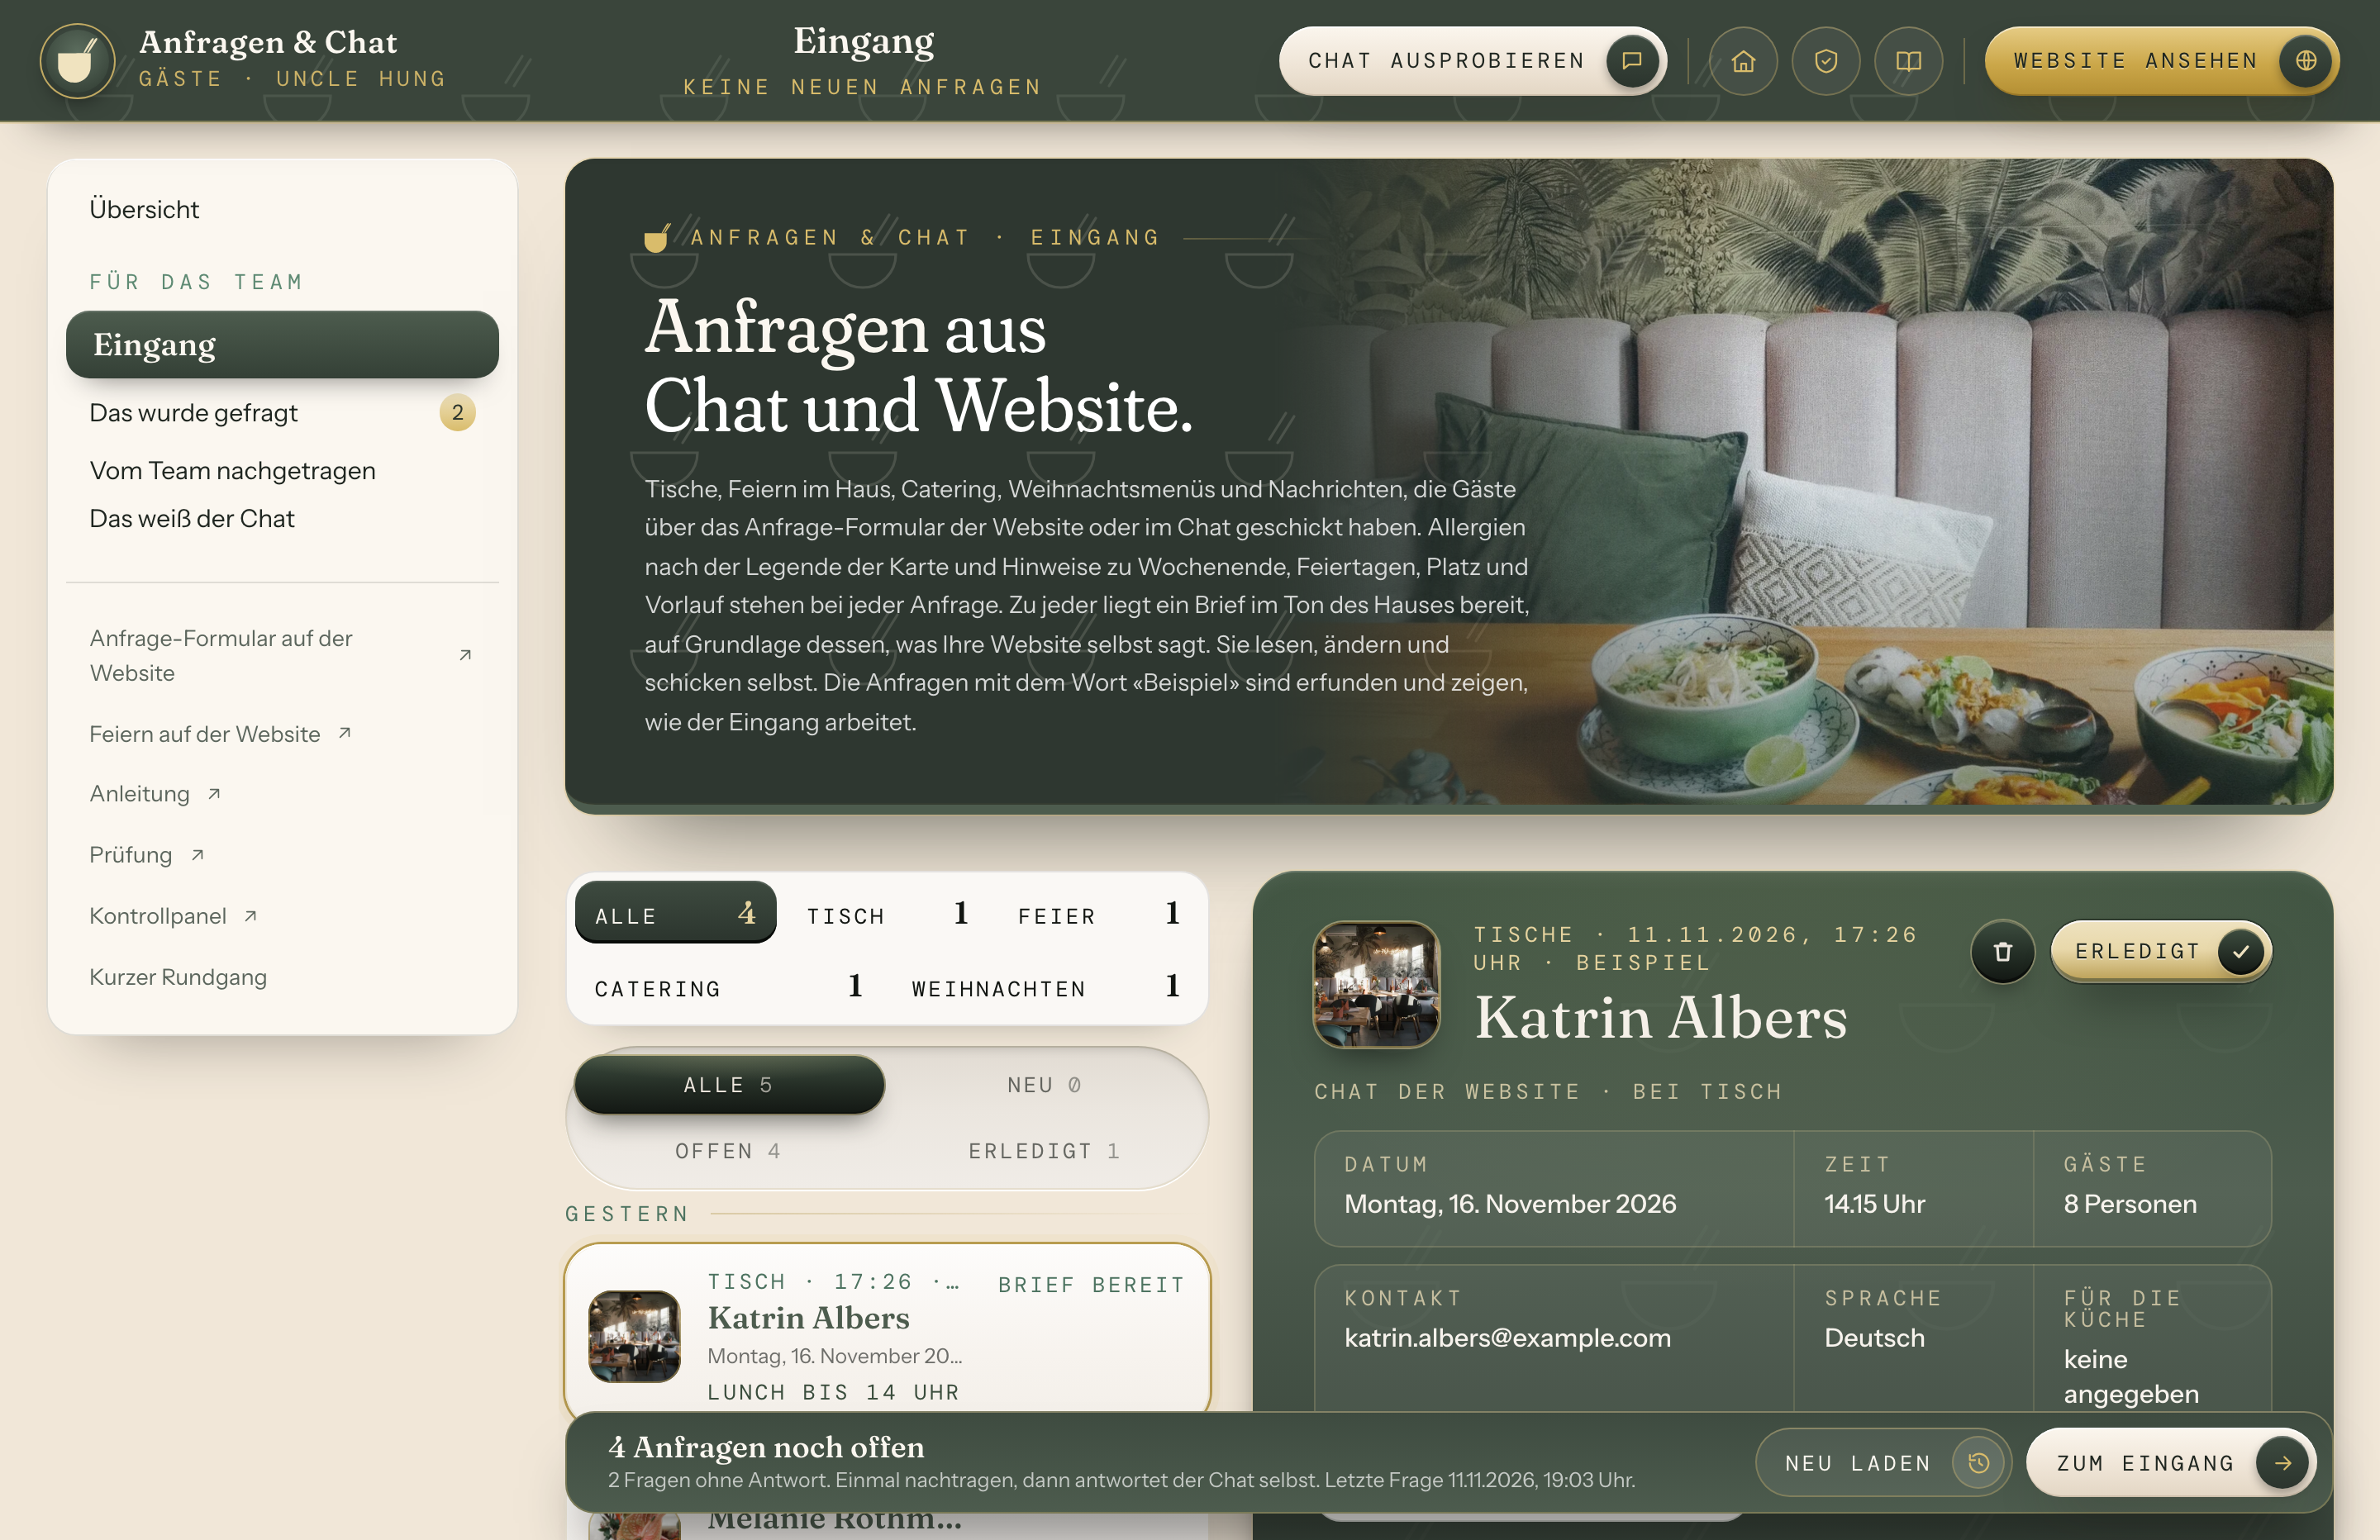 Anfragen & Chat
GÄSTE · UNCLE HUNG
Eingang
KEINE NEUEN ANFRAGEN
CHAT AUSPROBIEREN
WEBSITE ANSEHEN
Übersicht
FÜR DAS TEAM
Eingang
Das wurde gefragt 2
Vom Team nachgetragen
Das weiß der Chat
Anfrage-Formular auf der
Website
Feiern auf der Website
Anleitung
Prüfung
Kontrollpanel
Kurzer Rundgang
ANFRAGEN & CHAT · EINGANG
Anfragen aus
Chat und Website.
Tische, Feiern im Haus, Catering, Weihnachtsmenüs und Nachrichten, die Gäste
über das Anfrage-Formular der Website oder im Chat geschickt haben. Allergien
nach der Legende der Karte und Hinweise zu Wochenende, Feiertagen, Platz und
Vorlauf stehen bei jeder Anfrage. Zu jeder liegt ein Brief im Ton des Hauses bereit,
auf Grundlage dessen, was Ihre Website selbst sagt. Sie lesen, ändern und
schicken selbst. Die Anfragen mit dem Wort «Beispiel» sind erfunden und zeigen,
wie der Eingang arbeitet.
ALLE 4 TISCH 1 FEIER 1
CATERING 1 WEIHNACHTEN 1
ALLE 5 NEU 0
OFFEN 4 ERLEDIGT 1
GESTERN
TISCH · 17:26 ·… BRIEF BEREIT
Katrin Albers
Montag, 16. November 20…
LUNCH BIS 14 UHR
Melanie Rothm…
TISCHE · 11.11.2026, 17:26
UHR · BEISPIEL
Katrin Albers
ERLEDIGT
CHAT DER WEBSITE · BEI TISCH
DATUM ZEIT GÄSTE
Montag, 16. November 2026 14.15 Uhr 8 Personen
KONTAKT SPRACHE FÜR DIE
KÜCHE
katrin.albers@example.com Deutsch keine
angegeben
4 Anfragen noch offen
2 Fragen ohne Antwort. Einmal nachtragen, dann antwortet der Chat selbst. Letzte Frage 11.11.2026, 19:03 Uhr.
NEU LADEN
ZUM EINGANG